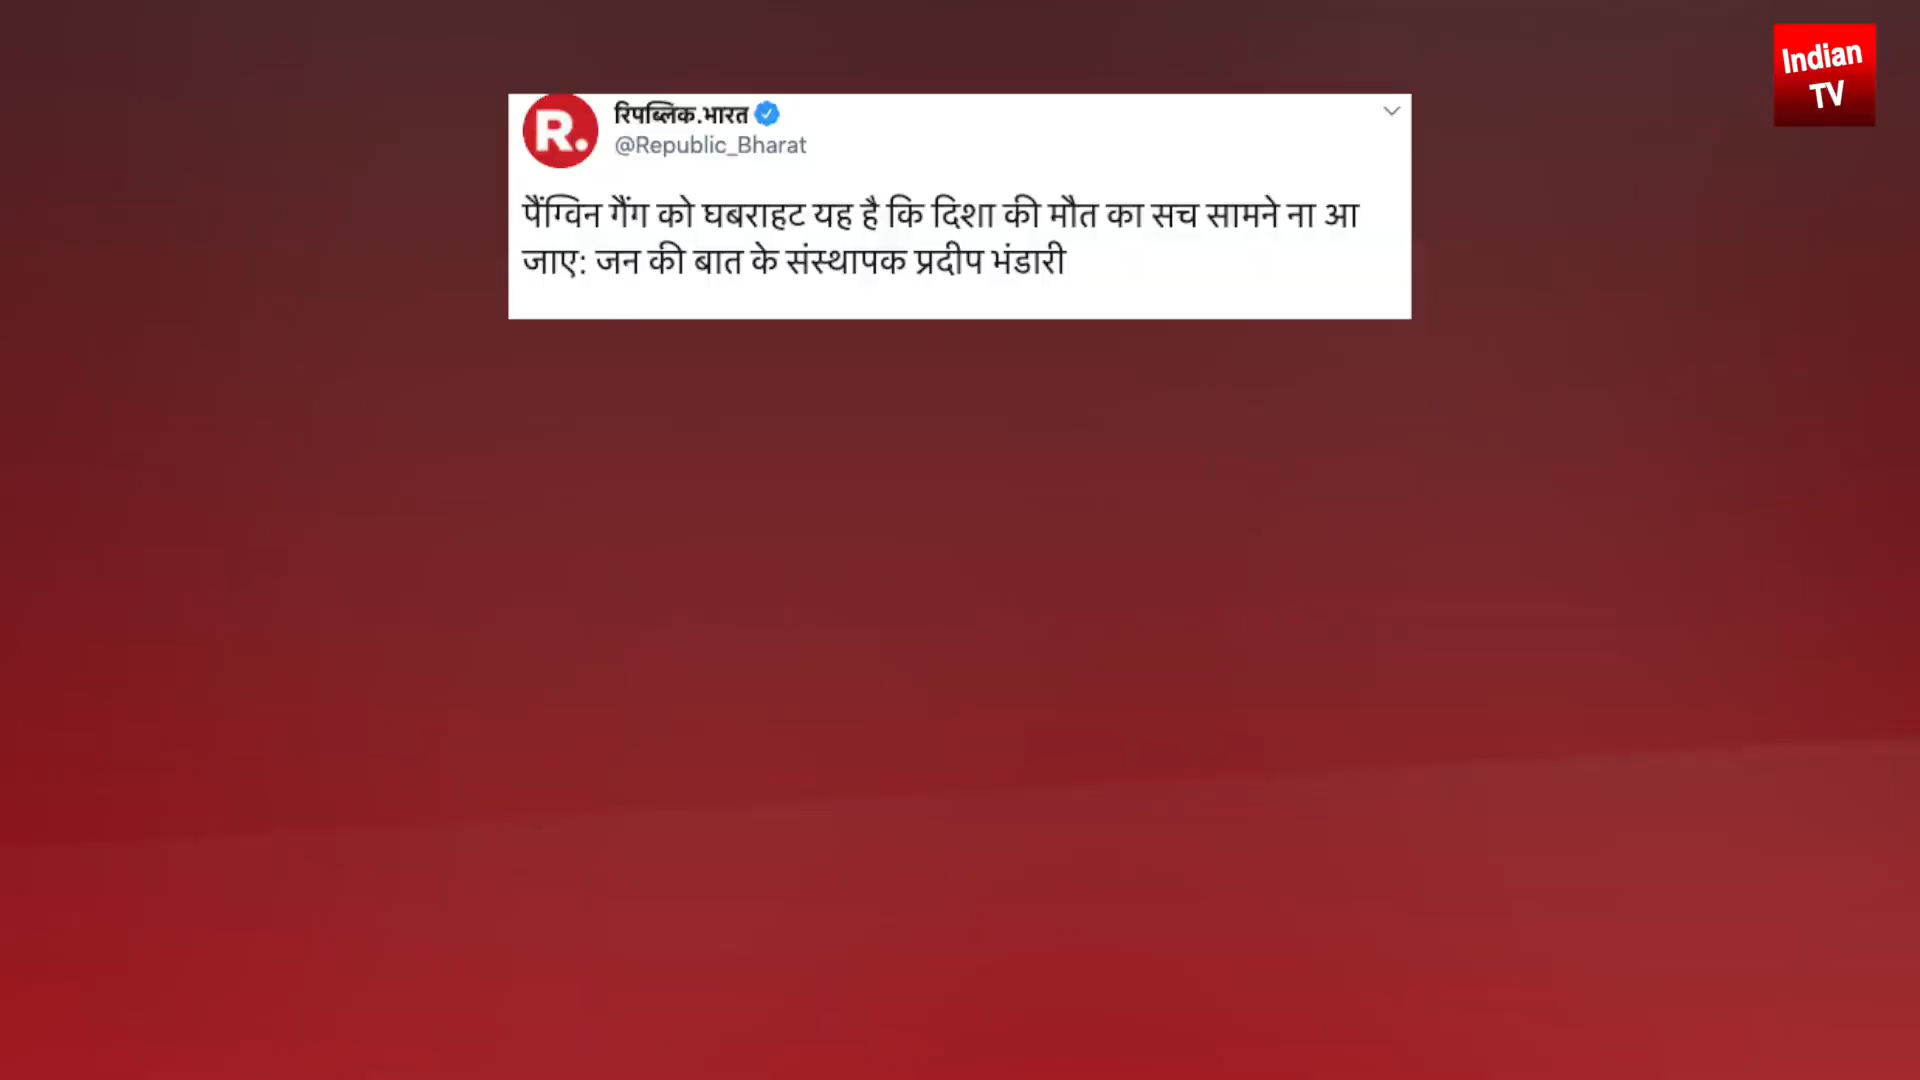 Indian
TV
R.
रिपब्लिक.भारत
@Republic_Bharat
पैंग्विन गैंग को घबराहट यह है कि दिशा की मौत का सच सामने ना आ
जाए: जन की बात के संस्थापक प्रदीप भंडारी